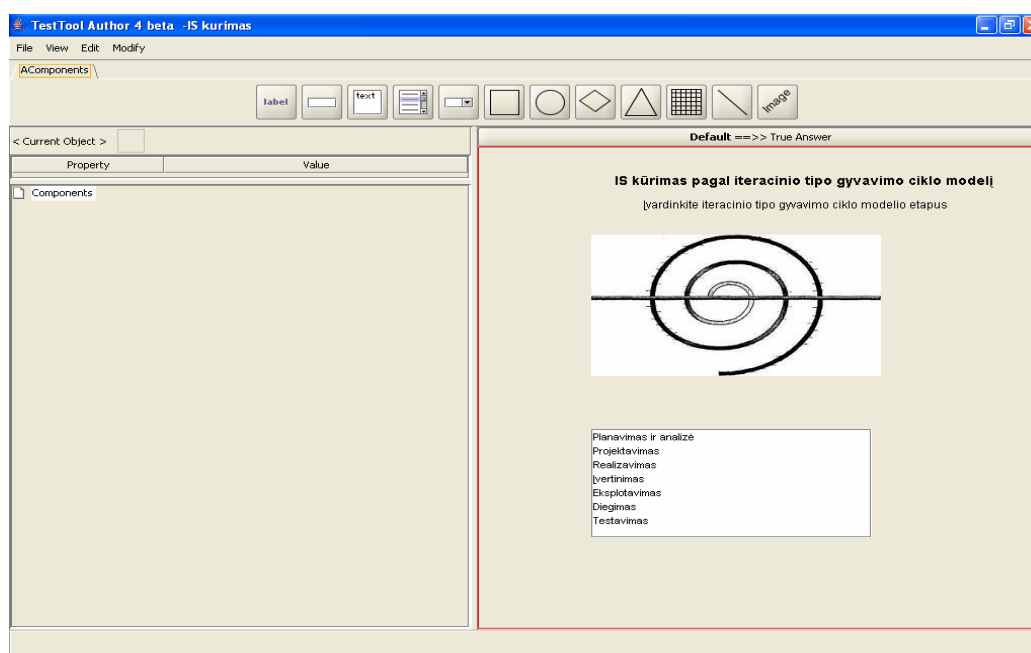 TestTool Author 4 beta -IS kurimas
File View Edit Modify
AComponents
label text Image
< Current Object >
Default ==>> True Answer
Property Value
Components
IS kūrimas pagal iteracinio tipo gyvavimo ciklo modelį
Įvardinkite iteracinio tipo gyvavimo ciklo modelio etapus
Planavimas ir analizė
Projektavimas
Realizavimas
Įvertinimas
Eksplotavimas
Diegimas
Testavimas